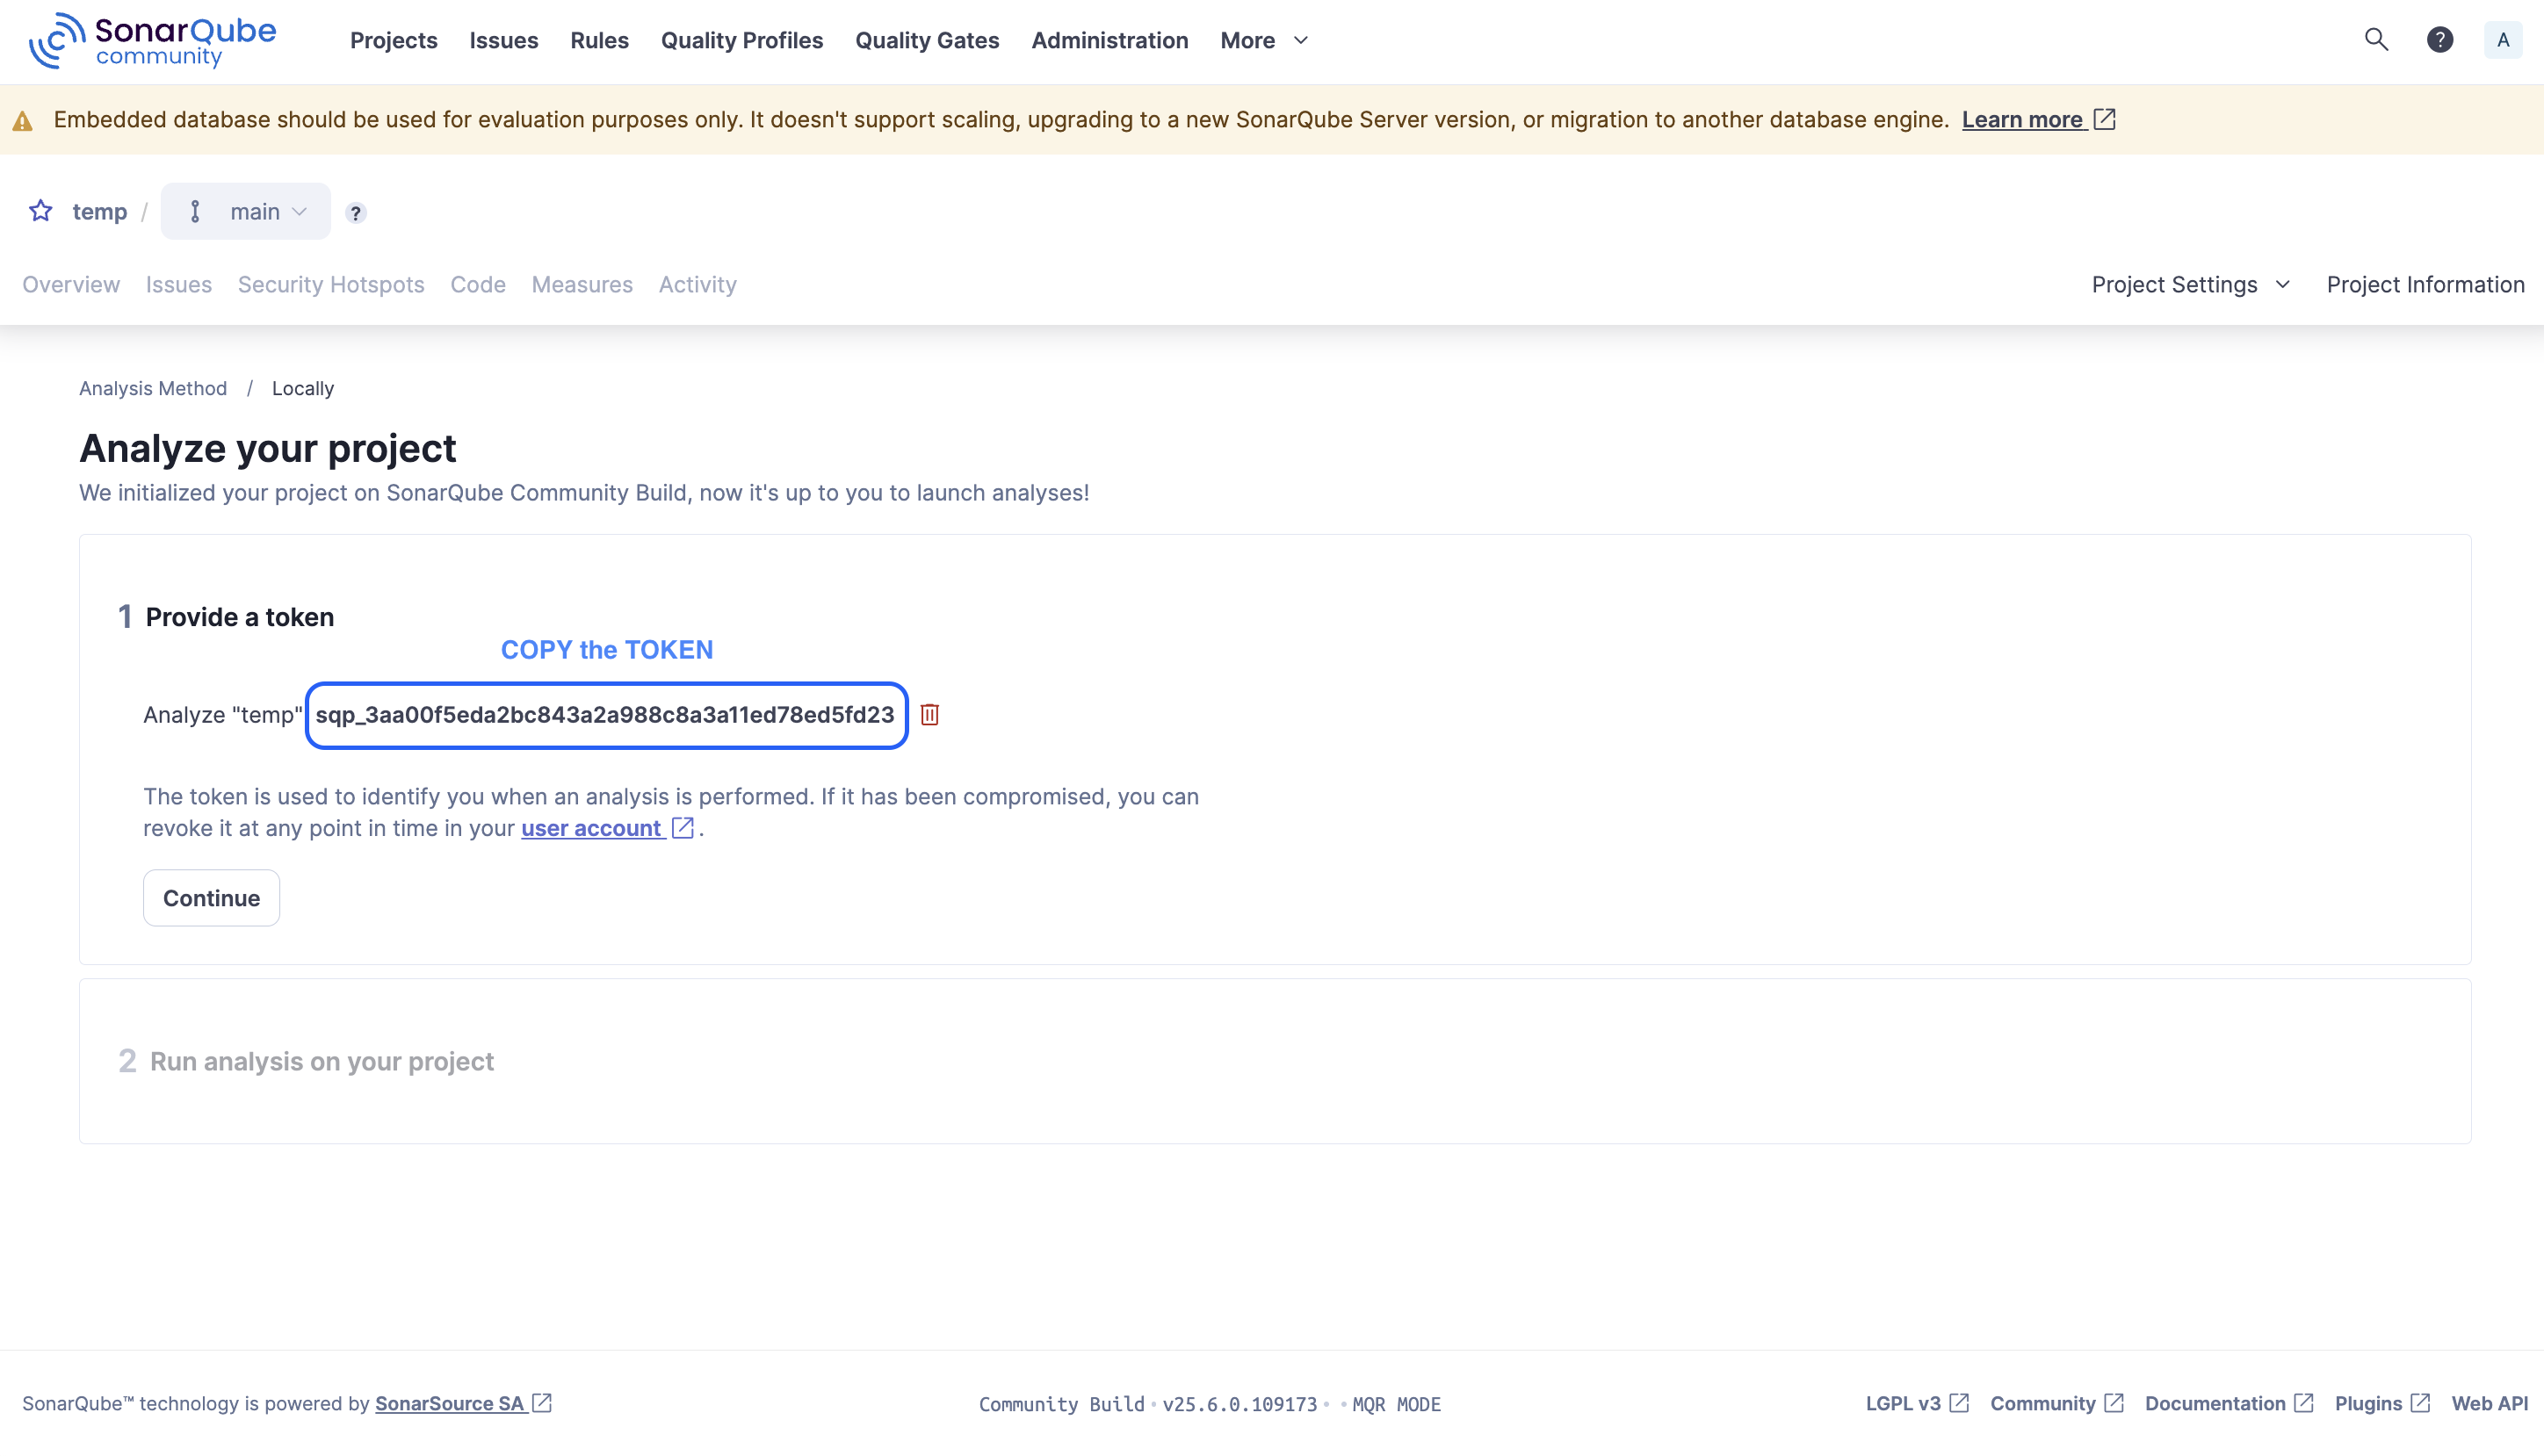 SonarQube community
Projects Issues Rules Quality Profiles Quality Gates Administration More ? A
Embedded database should be used for evaluation purposes only. It doesn't support scaling, upgrading to a new SonarQube Server version, or migration to another database engine. Learn more
temp / main ?
Overview Issues Security Hotspots Code Measures Activity Project Settings Project Information
Analysis Method / Locally
Analyze your project
We initialized your project on SonarQube Community Build, now it's up to you to launch analyses!
1 Provide a token
COPY the TOKEN
Analyze "temp" sqp_3aa00f5eda2bc843a2a988c8a3a11ed78ed5fd23
The token is used to identify you when an analysis is performed. If it has been compromised, you can
revoke it at any point in time in your user account .
Continue
2 Run analysis on your project
SonarQube™ technology is powered by SonarSource SA Community Build • v25.6.0.109173 • • MQR MODE LGPL v3 Community Documentation Plugins Web API